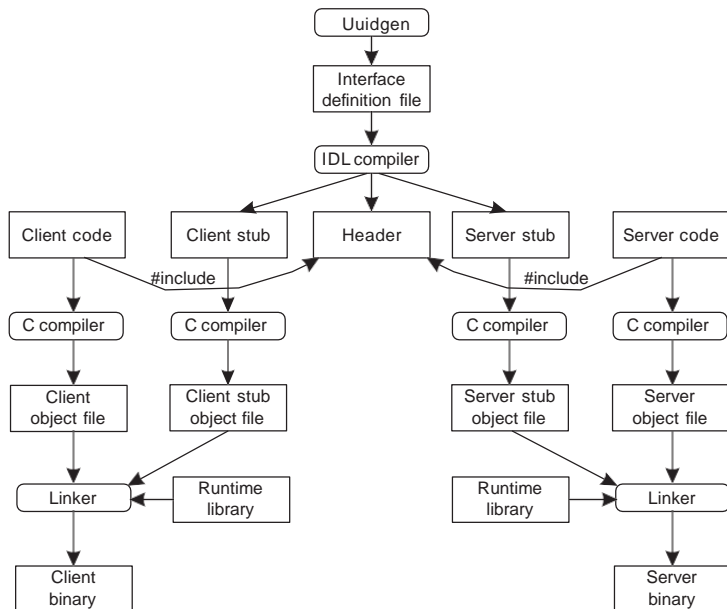 Uuidgen
Interface
definition file
IDL compiler
Client code
Client stub
Header
Server stub
Server code
#include
#include
C compiler
C compiler
C compiler
C compiler
Client
object file
Client stub
object file
Server stub
object file
Server
object file
Linker
Runtime
library
Runtime
library
Linker
Client
binary
Server
binary